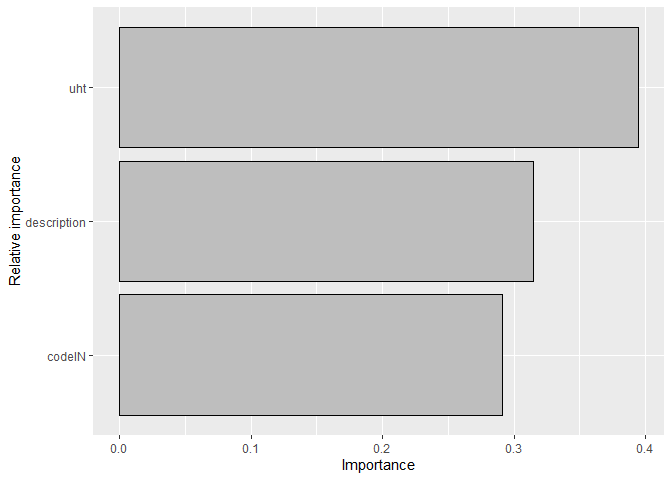 Relative importance
uht
description
codeIN
0.0 0.1 0.2 0.3 0.4
Importance